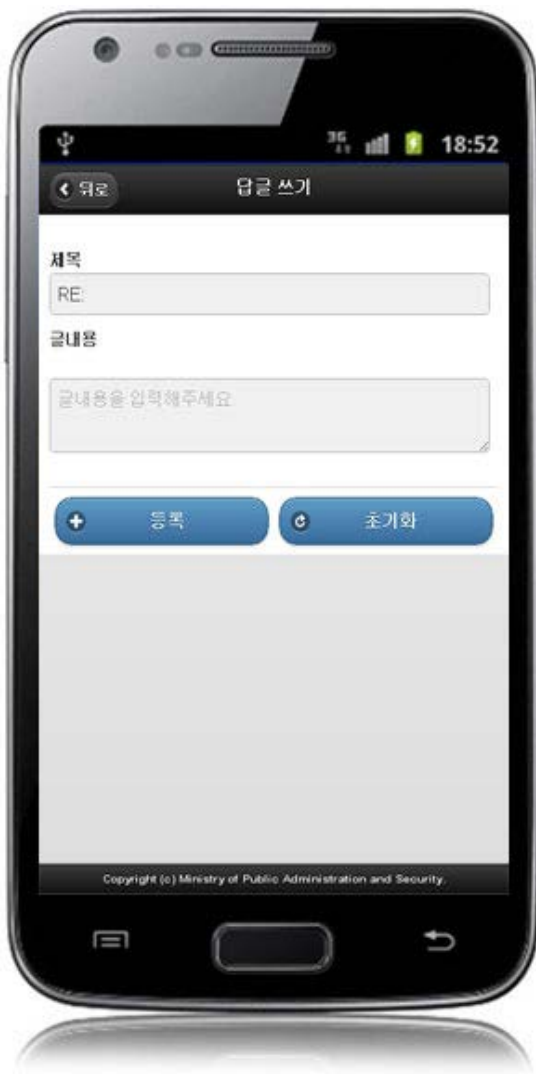 3G
18:52
뒤로
답글 쓰기
제목
RE:
글내용
글내용을 입력해주세요
등록
초기화
Copyright (c) Ministry of Public Administration and Security.